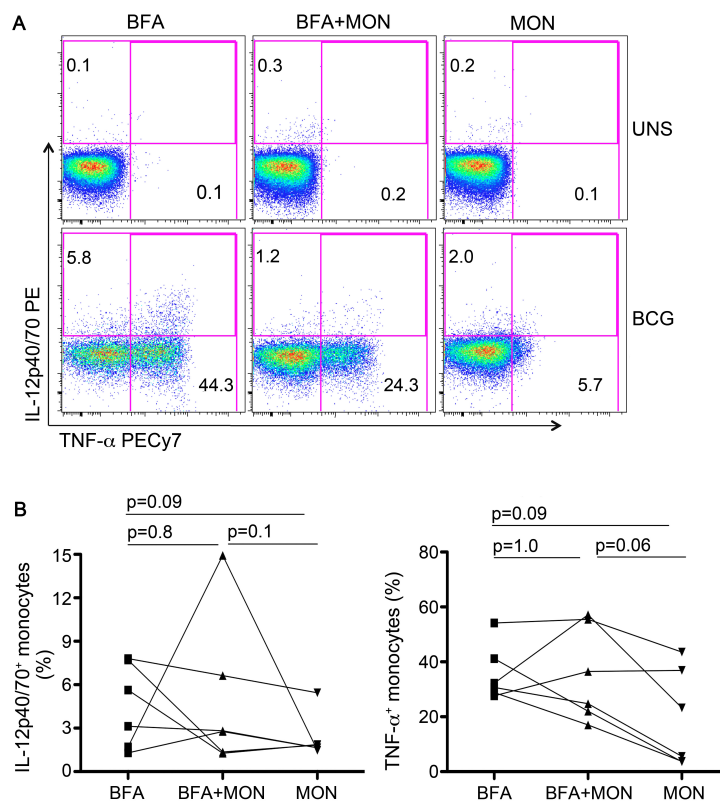 A
BFA BFA+MON MON
0.1 0.3 0.2
UNS
0.1 0.2 0.1
5.8 1.2 2.0
BCG
44.3 24.3 5.7
IL-12p40/70 PE
TNF-α PECy7
B
p=0.09
p=0.8 p=0.1
15
12
9
6
3
0
IL-12p40/70⁺ monocytes
(%)
BFA BFA+MON MON
p=0.09
p=1.0 p=0.06
80
60
40
20
0
TNF-α⁺ monocytes (%)
BFA BFA+MON MON